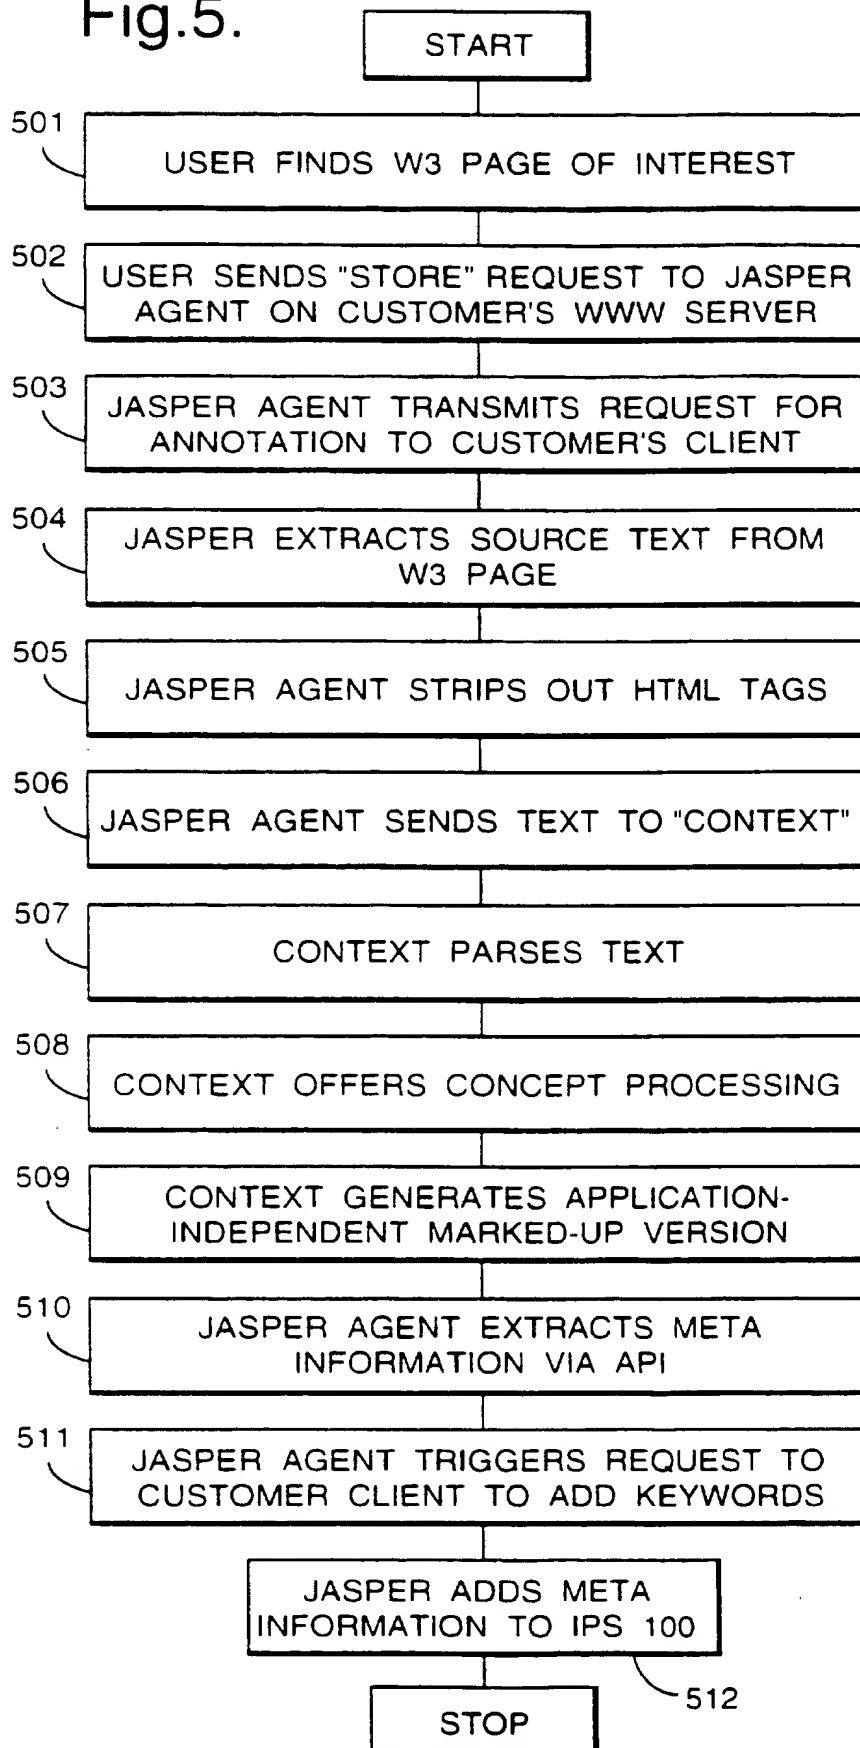 Fig.5.
START
501
USER FINDS W3 PAGE OF INTEREST
502
USER SENDS "STORE" REQUEST TO JASPER
AGENT ON CUSTOMER'S WWW SERVER
503
JASPER AGENT TRANSMITS REQUEST FOR
ANNOTATION TO CUSTOMER'S CLIENT
504
JASPER EXTRACTS SOURCE TEXT FROM
W3 PAGE
505
JASPER AGENT STRIPS OUT HTML TAGS
506
JASPER AGENT SENDS TEXT TO "CONTEXT"
507
CONTEXT PARSES TEXT
508
CONTEXT OFFERS CONCEPT PROCESSING
509
CONTEXT GENERATES APPLICATION-
INDEPENDENT MARKED-UP VERSION
510
JASPER AGENT EXTRACTS META
INFORMATION VIA API
511
JASPER AGENT TRIGGERS REQUEST TO
CUSTOMER CLIENT TO ADD KEYWORDS
JASPER ADDS META
INFORMATION TO IPS 100
512
STOP